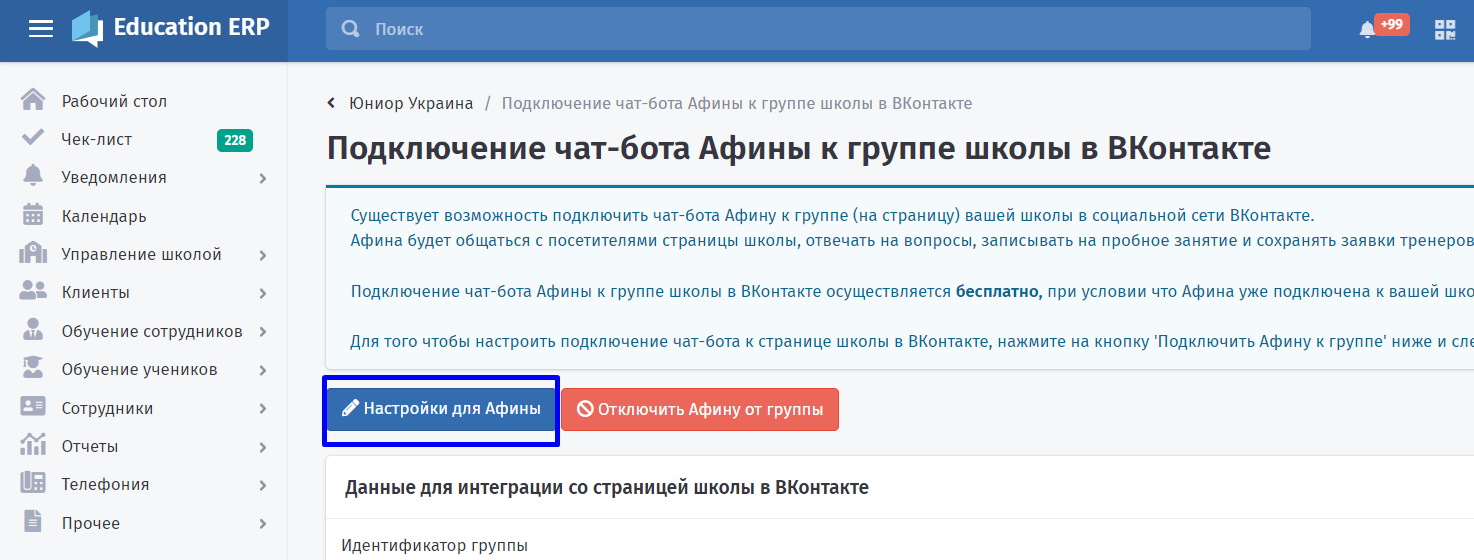 Education ERP
Поиск
+99
Рабочий стол
Чек-лист
228
Уведомления
Календарь
Управление школой
Клиенты
Обучение сотрудников
Обучение учеников
Сотрудники
Отчеты
Телефония
Прочее
Юниор Украина / Подключение чат-бота Афины к группе школы в ВКонтакте
Подключение чат-бота Афины к группе школы в ВКонтакте
Существует возможность подключить чат-бота Афину к группе (на страницу) вашей школы в социальной сети ВКонтакте.
Афина будет общаться с посетителями страницы школы, отвечать на вопросы, записывать на пробное занятие и сохранять заявки тренеров
Подключение чат-бота Афины к группе школы в ВКонтакте осуществляется бесплатно, при условии что Афина уже подключена к вашей шко
Для того чтобы настроить подключение чат-бота к странице школы в ВКонтакте, нажмите на кнопку 'Подключить Афину к группе' ниже и сле
Настройки для Афины
Отключить Афину от группы
Данные для интеграции со страницей школы в ВКонтакте
Идентификатор группы